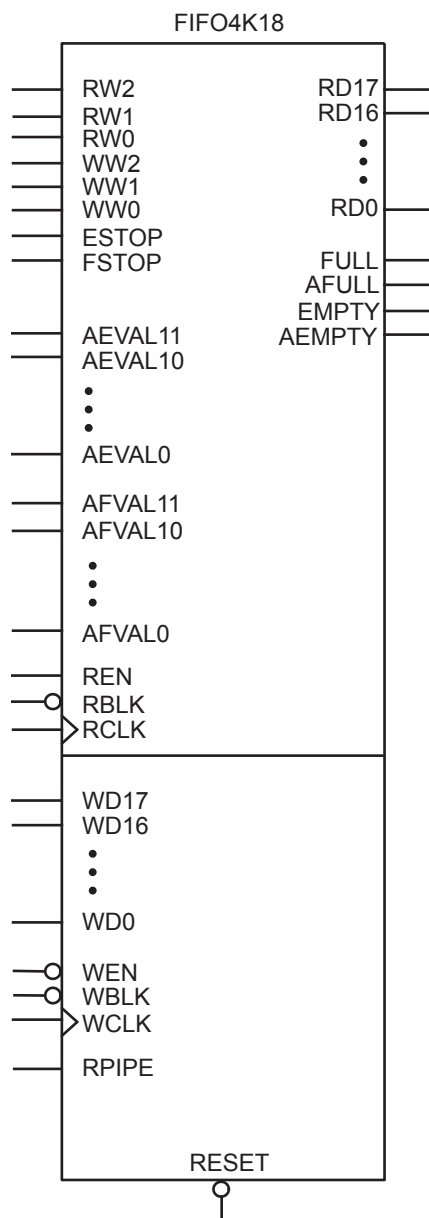 FIFO4K18
RW2
RW1
RW0
WW2
WW1
WW0
ESTOP
FSTOP
AEVAL11
AEVAL10
AEVAL0
AFVAL11
AFVAL10
AFVAL0
REN
RBLK
RCLK
RD17
RD16
RD0
FULL
AFULL
EMPTY
AEMPTY
WD17
WD16
WD0
WEN
WBLK
WCLK
RPIPE
RESET